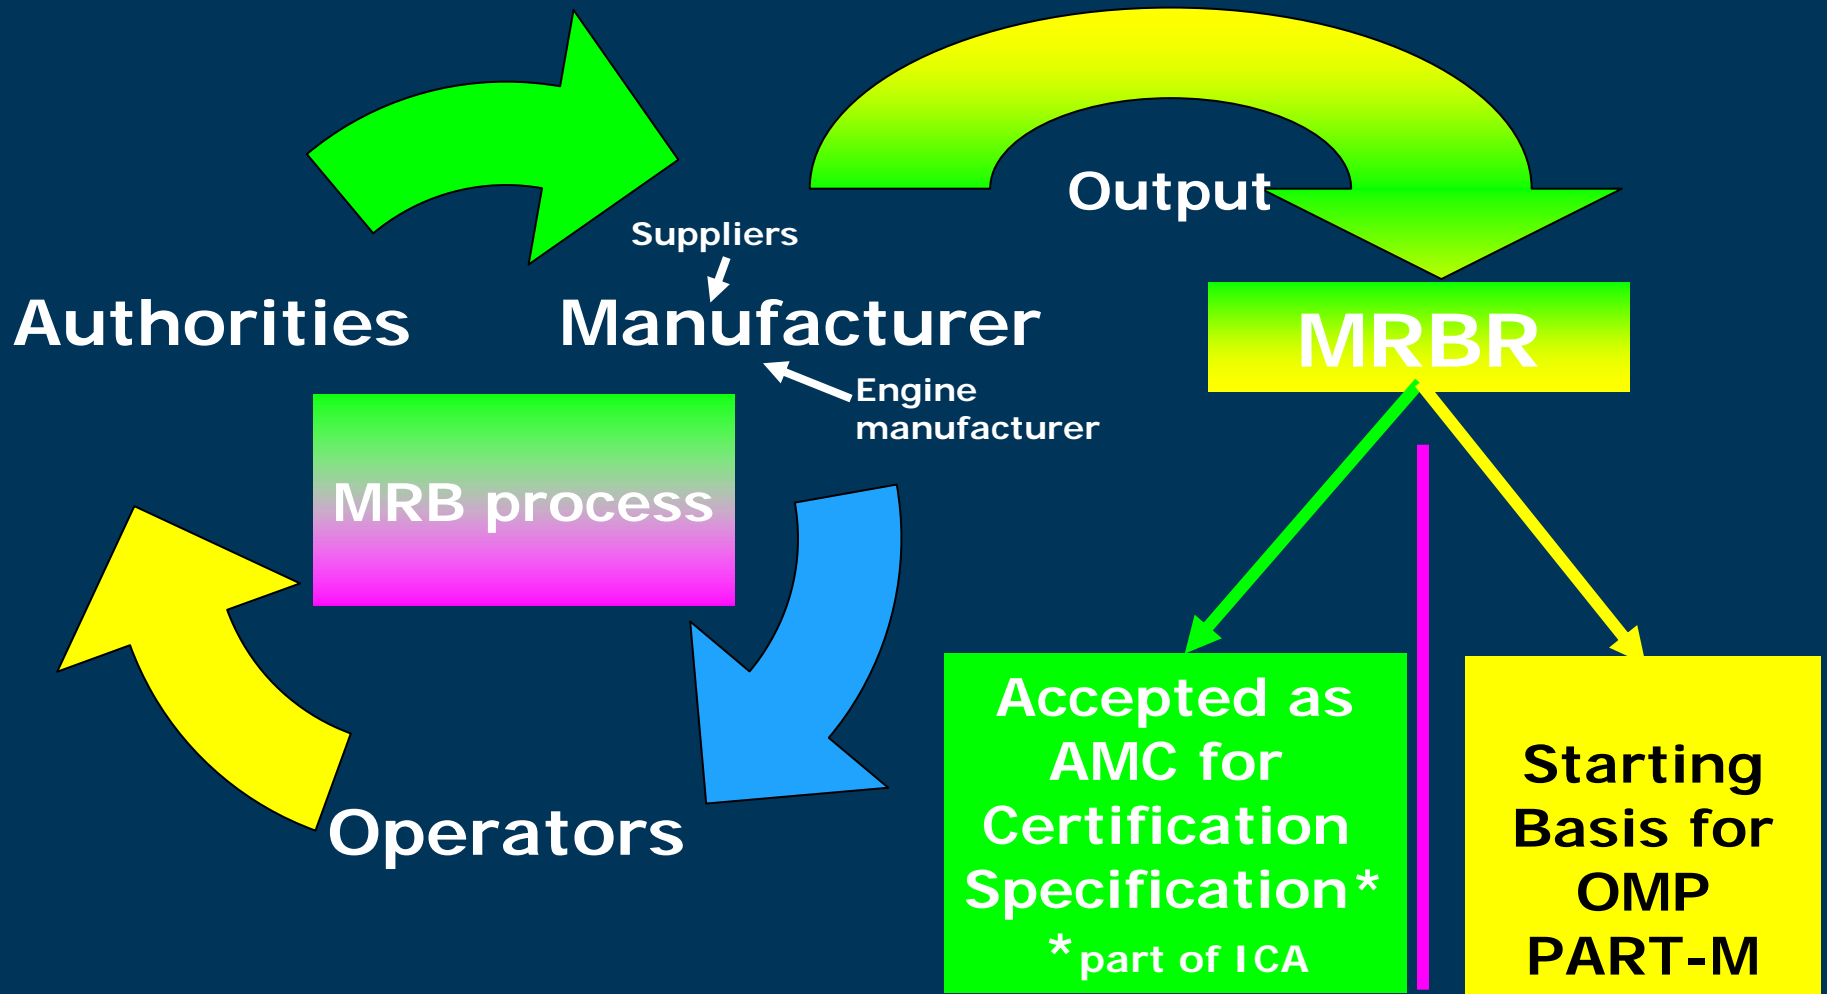 Output
Suppliers
Authorities
Manufacturer
MRBR
Engine
manufacturer
MRB process
Operators
Accepted as
AMC for
Certification
Specification*
*part of ICA
Starting
Basis for
OMP
PART-M